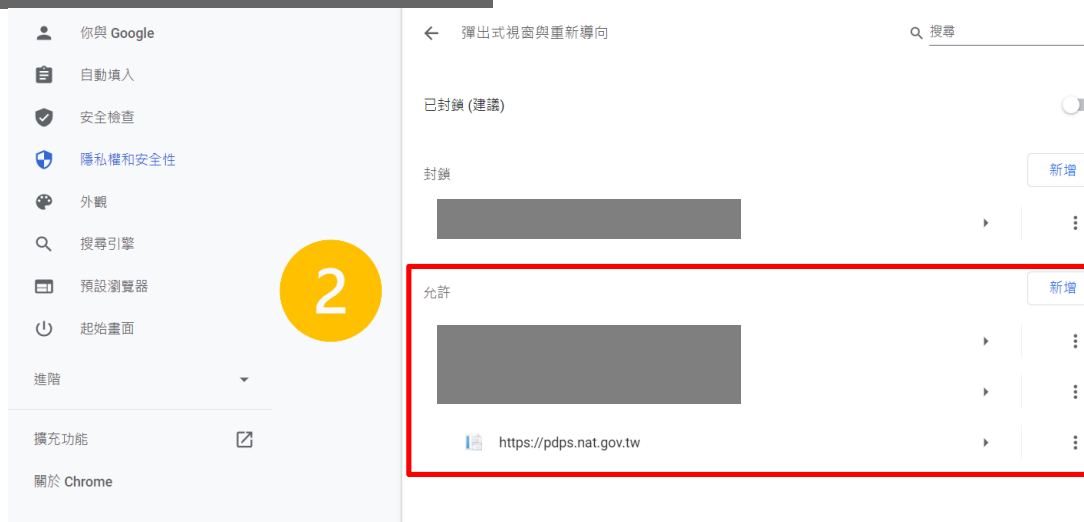 你與 Google
自動填入
安全檢查
隱私權和安全性
外觀
搜尋引擎
預設瀏覽器
起始畫面
進階
擴充功能
關於 Chrome
2
彈出式視窗與重新導向
搜尋
已封鎖 (建議)
封鎖
新增
允許
新增
https://pdps.nat.gov.tw